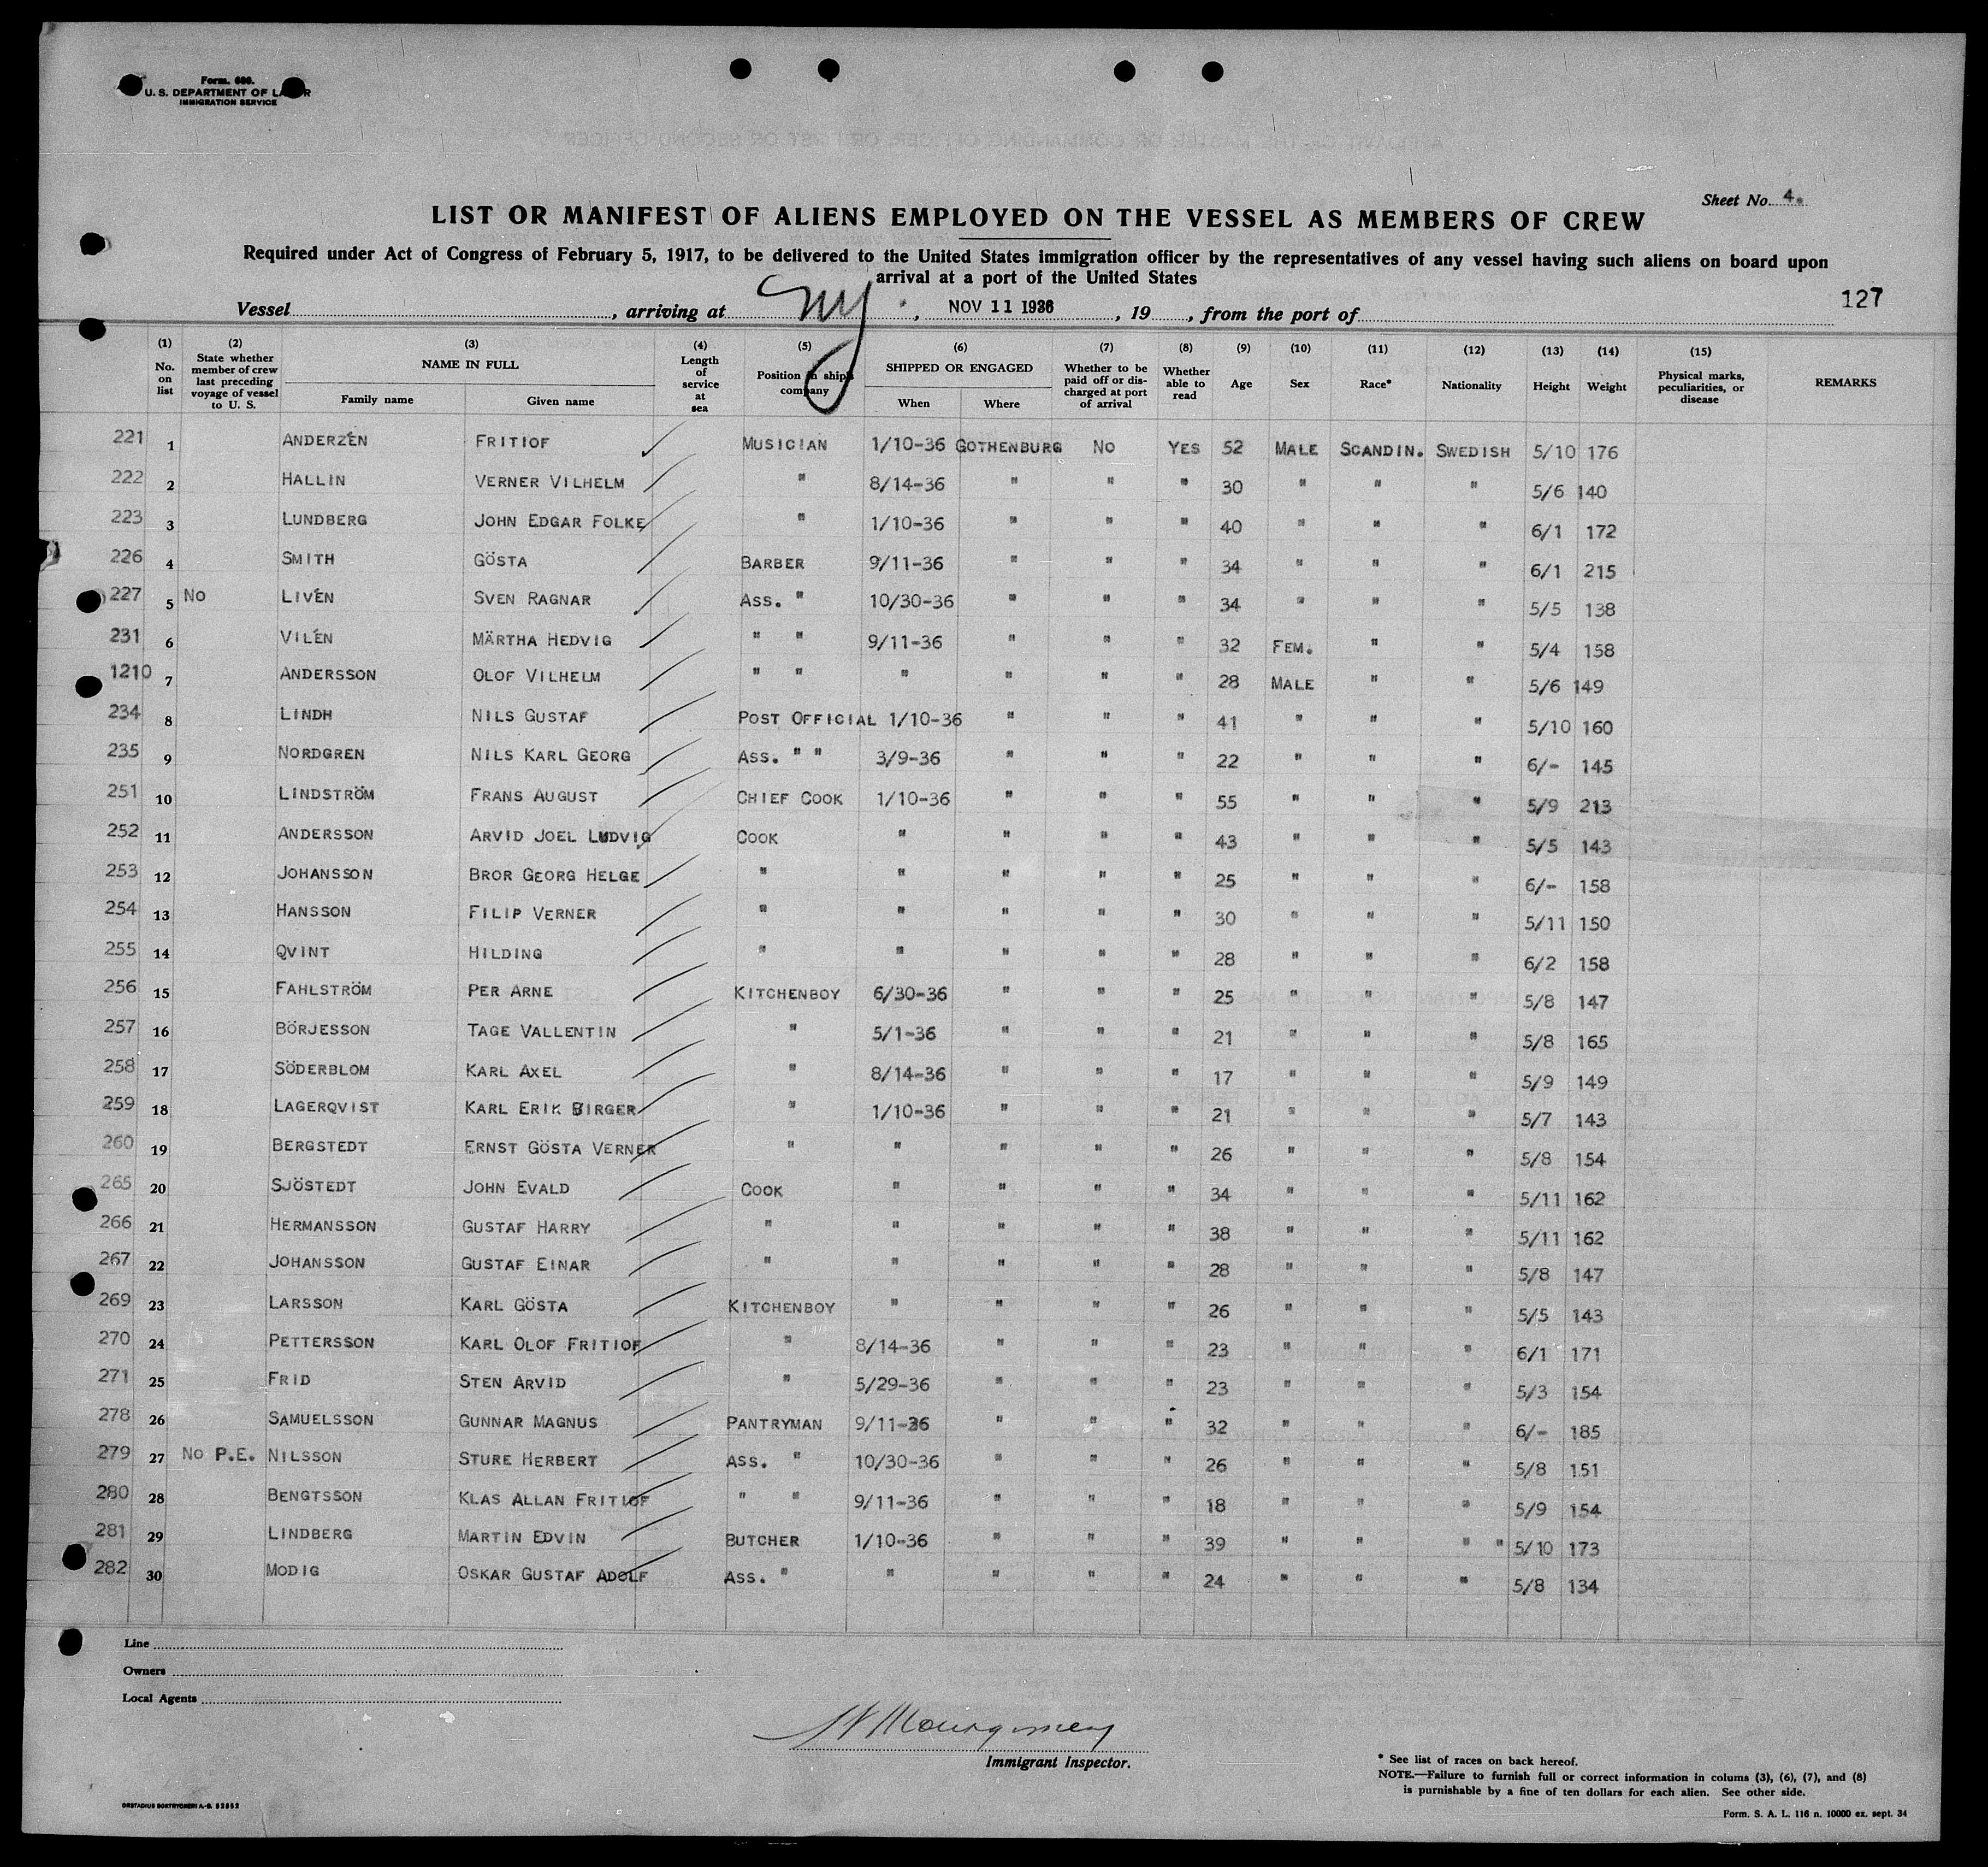 Form. 680.
U. S. DEPARTMENT OF LABOR
IMMIGRATION SERVICE
Sheet No. 4.
LIST OR MANIFEST OF ALIENS EMPLOYED ON THE VESSEL AS MEMBERS OF CREW
Required under Act of Congress of February 5, 1917, to be delivered to the United States immigration officer by the representatives of any vessel having such aliens on board upon
arrival at a port of the United States
127
Vessel , arriving at NY , NOV 11 1936 , 19 , from the port of
(1) No. on list (2) State whether member of crew last preceding voyage of vessel to U. S. (3) NAME IN FULL Family name Given name (4) Length of service at sea (5) Position in ship's company (6) SHIPPED OR ENGAGED When Where (7) Whether to be paid off or discharged at port of arrival (8) Whether able to read (9) Age (10) Sex (11) Race* (12) Nationality (13) Height (14) Weight (15) Physical marks, peculiarities, or disease REMARKS
221 1 ANDERZÉN FRITIOF MUSICIAN 1/10-36 GOTHENBURG NO YES 52 MALE SCANDIN. SWEDISH 5/10 176
222 2 HALLIN VERNER VILHELM " 8/14-36 " " " 30 " " " 5/6 140
223 3 LUNDBERG JOHN EDGAR FOLKE " 1/10-36 " " " 40 " " " 6/1 172
226 4 SMITH GÖSTA BARBER 9/11-36 " " " 34 " " " 6/1 215
227 5 NO LIVÉN SVEN RAGNAR ASS. " 10/30-36 " " " 34 " " " 5/5 138
231 6 VILÉN MÄRTHA HEDVIG " " 9/11-36 " " " 32 FEM. " " 5/4 158
1210 7 ANDERSSON OLOF VILHELM " " " " " " 28 MALE " " 5/6 149
234 8 LINDH NILS GUSTAF POST OFFICIAL 1/10-36 " " " 41 " " " 5/10 160
235 9 NORDGREN NILS KARL GEORG ASS. " " 3/9-36 " " " 22 " " " 6/- 145
251 10 LINDSTRÖM FRANS AUGUST CHIEF COOK 1/10-36 " " " 55 " " " 5/9 213
252 11 ANDERSSON ARVID JOEL LUDVIG COOK " " " " 43 " " " 5/5 143
253 12 JOHANSSON BROR GEORG HELGE " " " " " 25 " " " 6/- 158
254 13 HANSSON FILIP VERNER " " " " " 30 " " " 5/11 150
255 14 QVINT HILDING " " " " " 28 " " " 6/2 158
256 15 FAHLSTRÖM PER ARNE KITCHENBOY 6/30-36 " " " 25 " " " 5/8 147
257 16 BÖRJESSON TAGE VALLENTIN " 5/1-36 " " " 21 " " " 5/8 165
258 17 SÖDERBLOM KARL AXEL " 8/14-36 " " " 17 " " " 5/9 149
259 18 LAGERQVIST KARL ERIK BIRGER " 1/10-36 " " " 21 " " " 5/7 143
260 19 BERGSTEDT ERNST GÖSTA VERNER " " " " " 26 " " " 5/8 154
265 20 SJÖSTEDT JOHN EVALD COOK " " " " 34 " " " 5/11 162
266 21 HERMANSSON GUSTAF HARRY " " " " " 38 " " " 5/11 162
267 22 JOHANSSON GUSTAF EINAR " " " " " 28 " " " 5/8 147
269 23 LARSSON KARL GÖSTA KITCHENBOY " " " " 26 " " " 5/5 143
270 24 PETTERSSON KARL OLOF FRITIOF " 8/14-36 " " " 23 " " " 6/1 171
271 25 FRID STEN ARVID " 5/29-36 " " " 23 " " " 5/3 154
278 26 SAMUELSSON GUNNAR MAGNUS PANTRYMAN 9/11-36 " " " 32 " " " 6/- 185
279 27 NO P.E. NILSSON STURE HERBERT ASS. " 10/30-36 " " " 26 " " " 5/8 151
280 28 BENGTSSON KLAS ALLAN FRITIOF " " 9/11-36 " " " 18 " " " 5/9 154
281 29 LINDBERG MARTIN EDVIN BUTCHER 1/10-36 " " " 39 " " " " 5/10 173
282 30 MODIG OSKAR GUSTAF ADOLF ASS. " " " " " 24 " " " 5/8 134
Line
Owners
Local Agents
Montgomery
Immigrant Inspector.
* See list of races on back hereof.
NOTE.—Failure to furnish full or correct information in colums (3), (6), (7), and (8)
is purnishable by a fine of ten dollars for each alien. See other side.
Form. S. A. L. 116 n. 10000 ex. sept. 34